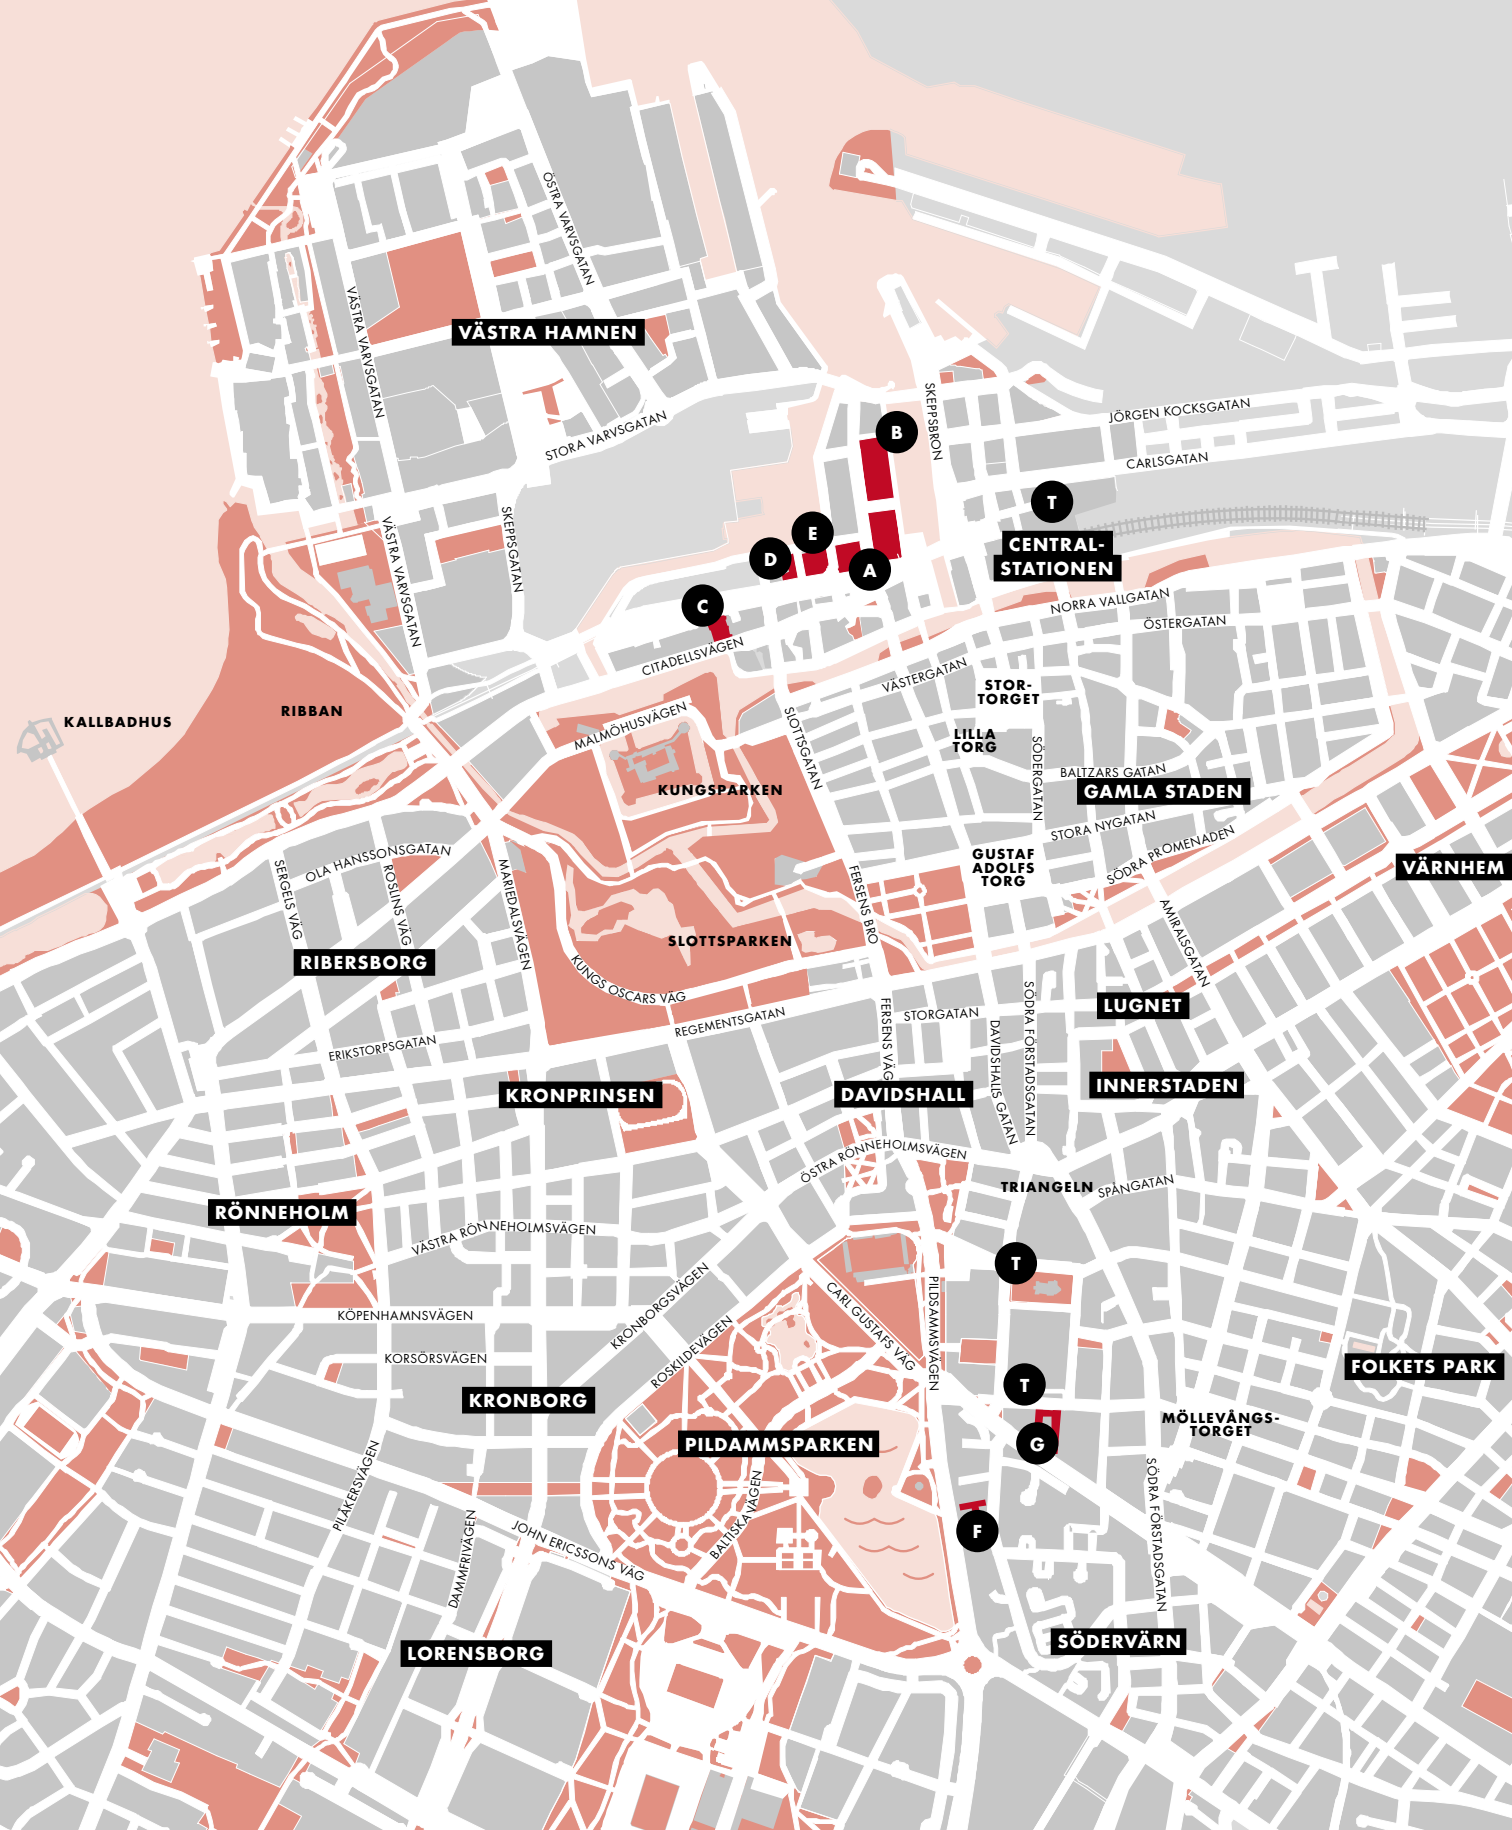 ÖSTRA VARVSGATAN
VÄSTRA VARVSGATAN
VÄSTRA HAMNEN
STORA VARVSGATAN
SKEPPSBRON
JÖRGEN KOCKSGATAN
B
CARLSGATAN
T
SKEPPSGATAN
VÄSTRA VARVSGATAN
E
D
A
CENTRAL-
STATIONEN
C
NORRA VALLGATAN
ÖSTERGATAN
CITADELLSVÄGEN
VÄSTERGATAN
STOR-
TORGET
KALLBADHUS
RIBBAN
MALMÖHUSVÄGEN
SLOTTSGATAN
LILLA
TORG
SÖDERGATAN
BALTZARS GATAN
KUNGSPARKEN
GAMLA STADEN
STORA NYGATAN
SÖDRA PROMENADEN
GUSTAF
ADOLFS
TORG
VÄRNHEM
OLA HANSSONSGATAN
SERGELS VÄG
ROSLINS VÄG
MARIEDALSVÄGEN
FERSENS BRO
AMIRALSGATAN
SLOTTSPARKEN
RIBERSBORG
KUNGS OSCARS VÄG
REGEMENTSGATAN
FERSENS VÄG
STORGATAN
DAVIDSHALLS GATAN
SÖDRA FÖRSTADSGATAN
LUGNET
ERIKSTORPSGATAN
KRONPRINSEN
DAVIDSHALL
INNERSTADEN
ÖSTRA RÖNNEHOLMSVÄGEN
TRIANGELN
SPÅNGATAN
RÖNNEHOLM
VÄSTRA RÖNNEHOLMSVÄGEN
T
KÖPENHAMNSVÄGEN
KRONBORGSVÄGEN
ROSKILDEVÄGEN
CARL GUSTAFS VÄG
PILDSAMMSVÄGEN
KORSÖRSVÄGEN
FOLKETS PARK
T
KRONBORG
MÖLLEVÅNGS-
TORGET
PILDAMMSPARKEN
G
PILÅKERSVÄGEN
BALTISKA VÄGEN
SÖDRA FÖRSTADSGATAN
DAMMFRIVÄGEN
JOHN ERICSSONS VÄG
F
SÖDERVÄRN
LORENSBORG